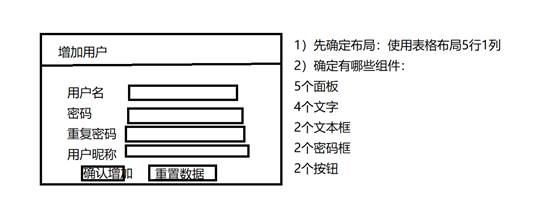 增加用户
用户名
密码
重复密码
用户昵称
确认增加 重置数据
1）先确定布局：使用表格布局5行1列
2）确定有哪些组件：
5个面板
4个文字
2个文本框
2个密码框
2个按钮